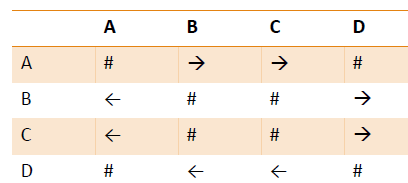 A B C D
A # → → #
B ← # # →
C ← # # →
D # ← ← #